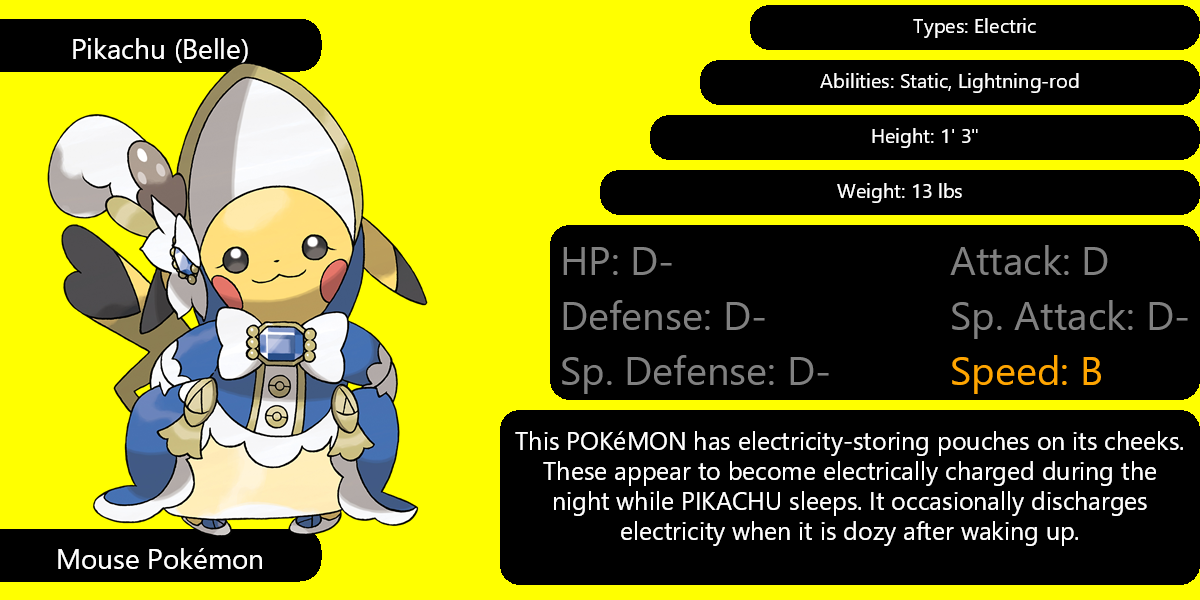 Pikachu (Belle)
Types: Electric
Abilities: Static, Lightning-rod
Height: 1' 3"
Weight: 13 lbs
HP: D-
Attack: D
Defense: D-
Sp. Attack: D-
Sp. Defense: D-
Speed: B
This POKéMON has electricity-storing pouches on its cheeks.
These appear to become electrically charged during the
night while PIKACHU sleeps. It occasionally discharges
electricity when it is dozy after waking up.
Mouse Pokémon